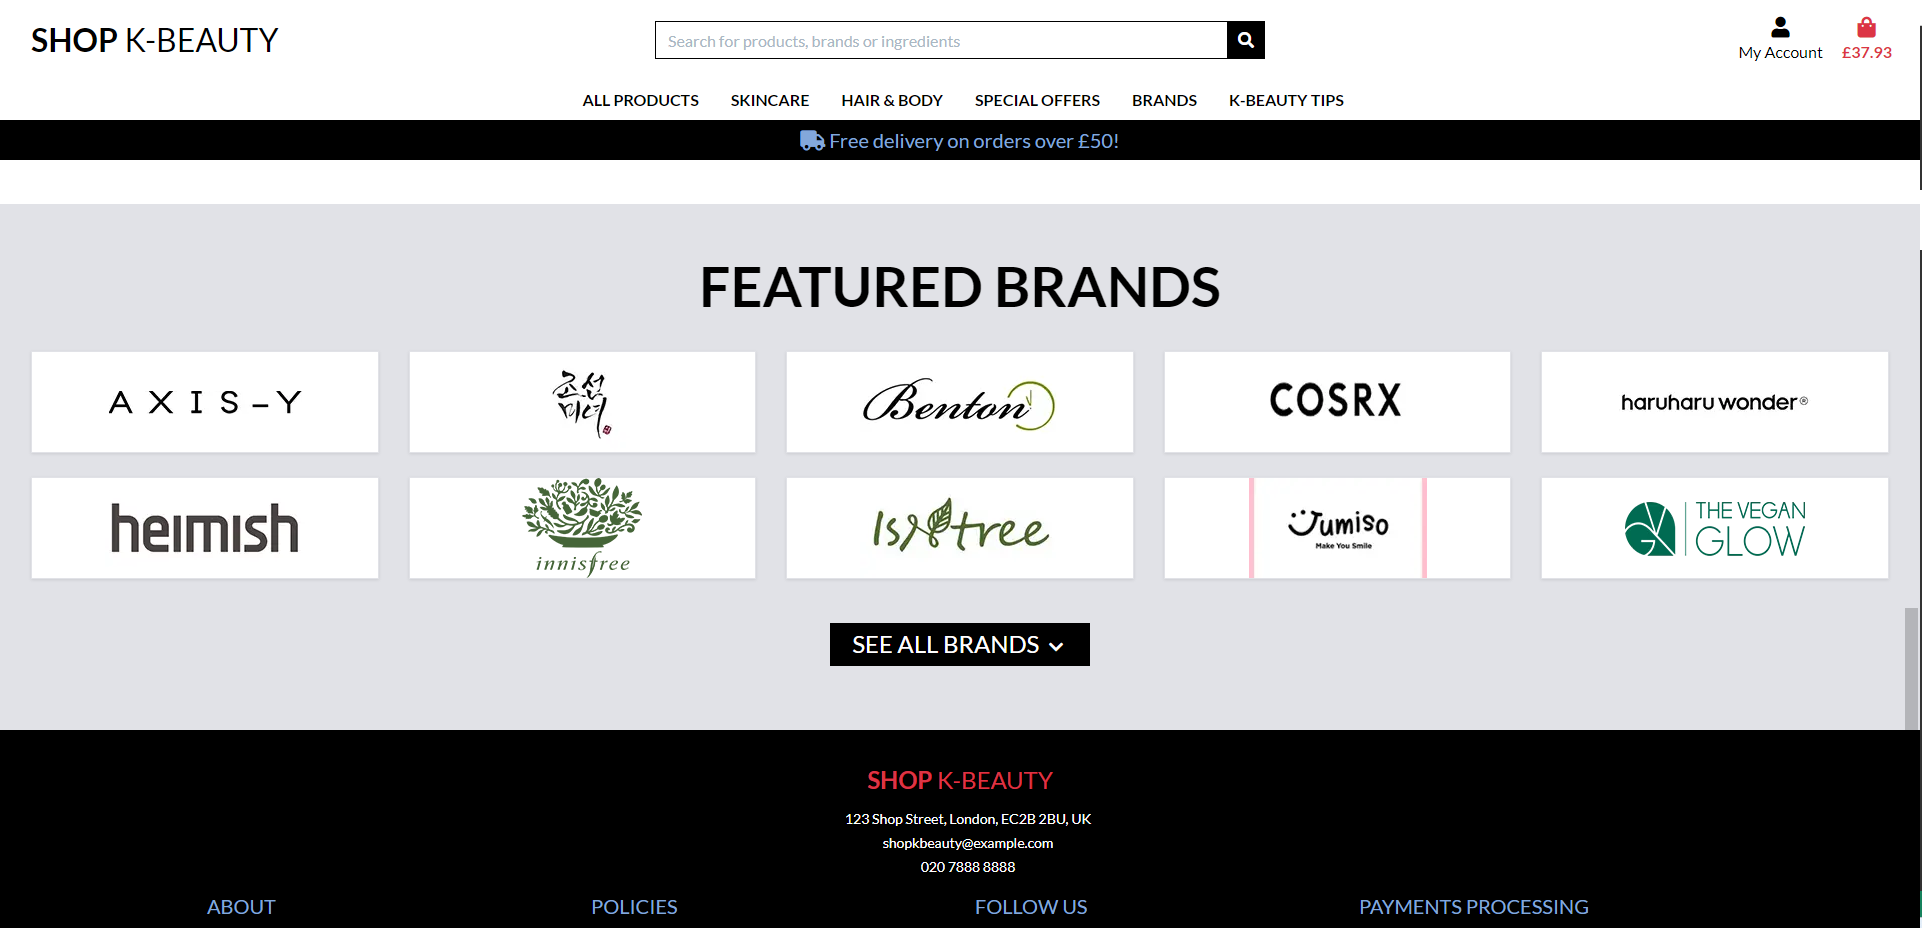 SHOP K-BEAUTY
Search for products, brands or ingredients
My Account
£37.93
ALL PRODUCTS SKINCARE HAIR & BODY SPECIAL OFFERS BRANDS K-BEAUTY TIPS
Free delivery on orders over £50!
FEATURED BRANDS
AXIS-Y
조선
미녀
Benton
COSRX
haruharu wonder®
heimish
innisfree
Isntree
Jumiso
Make You Smile
THE VEGAN
GLOW
SEE ALL BRANDS
SHOP K-BEAUTY
123 Shop Street, London, EC2B 2BU, UK
shopkbeauty@example.com
020 7888 8888
ABOUT POLICIES FOLLOW US PAYMENTS PROCESSING